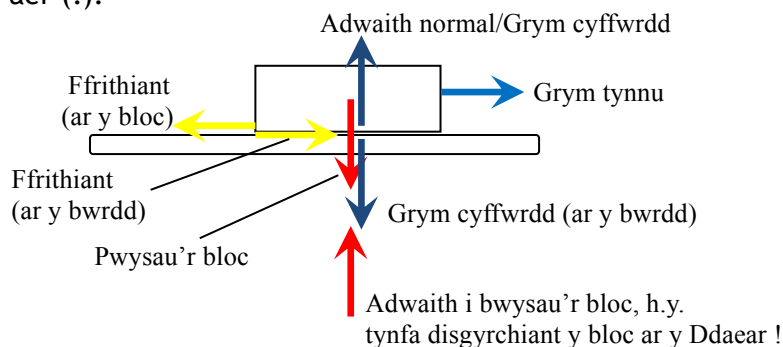 aer (!).
Adwaith normal/Grym cyffwrdd
Ffrithiant
(ar y bloc)
Grym tynnu
Ffrithiant
(ar y bwrdd)
Grym cyffwrdd (ar y bwrdd)
Pwysau'r bloc
Adwaith i bwysau'r bloc, h.y.
tynfa disgyrchiant y bloc ar y Ddaear !